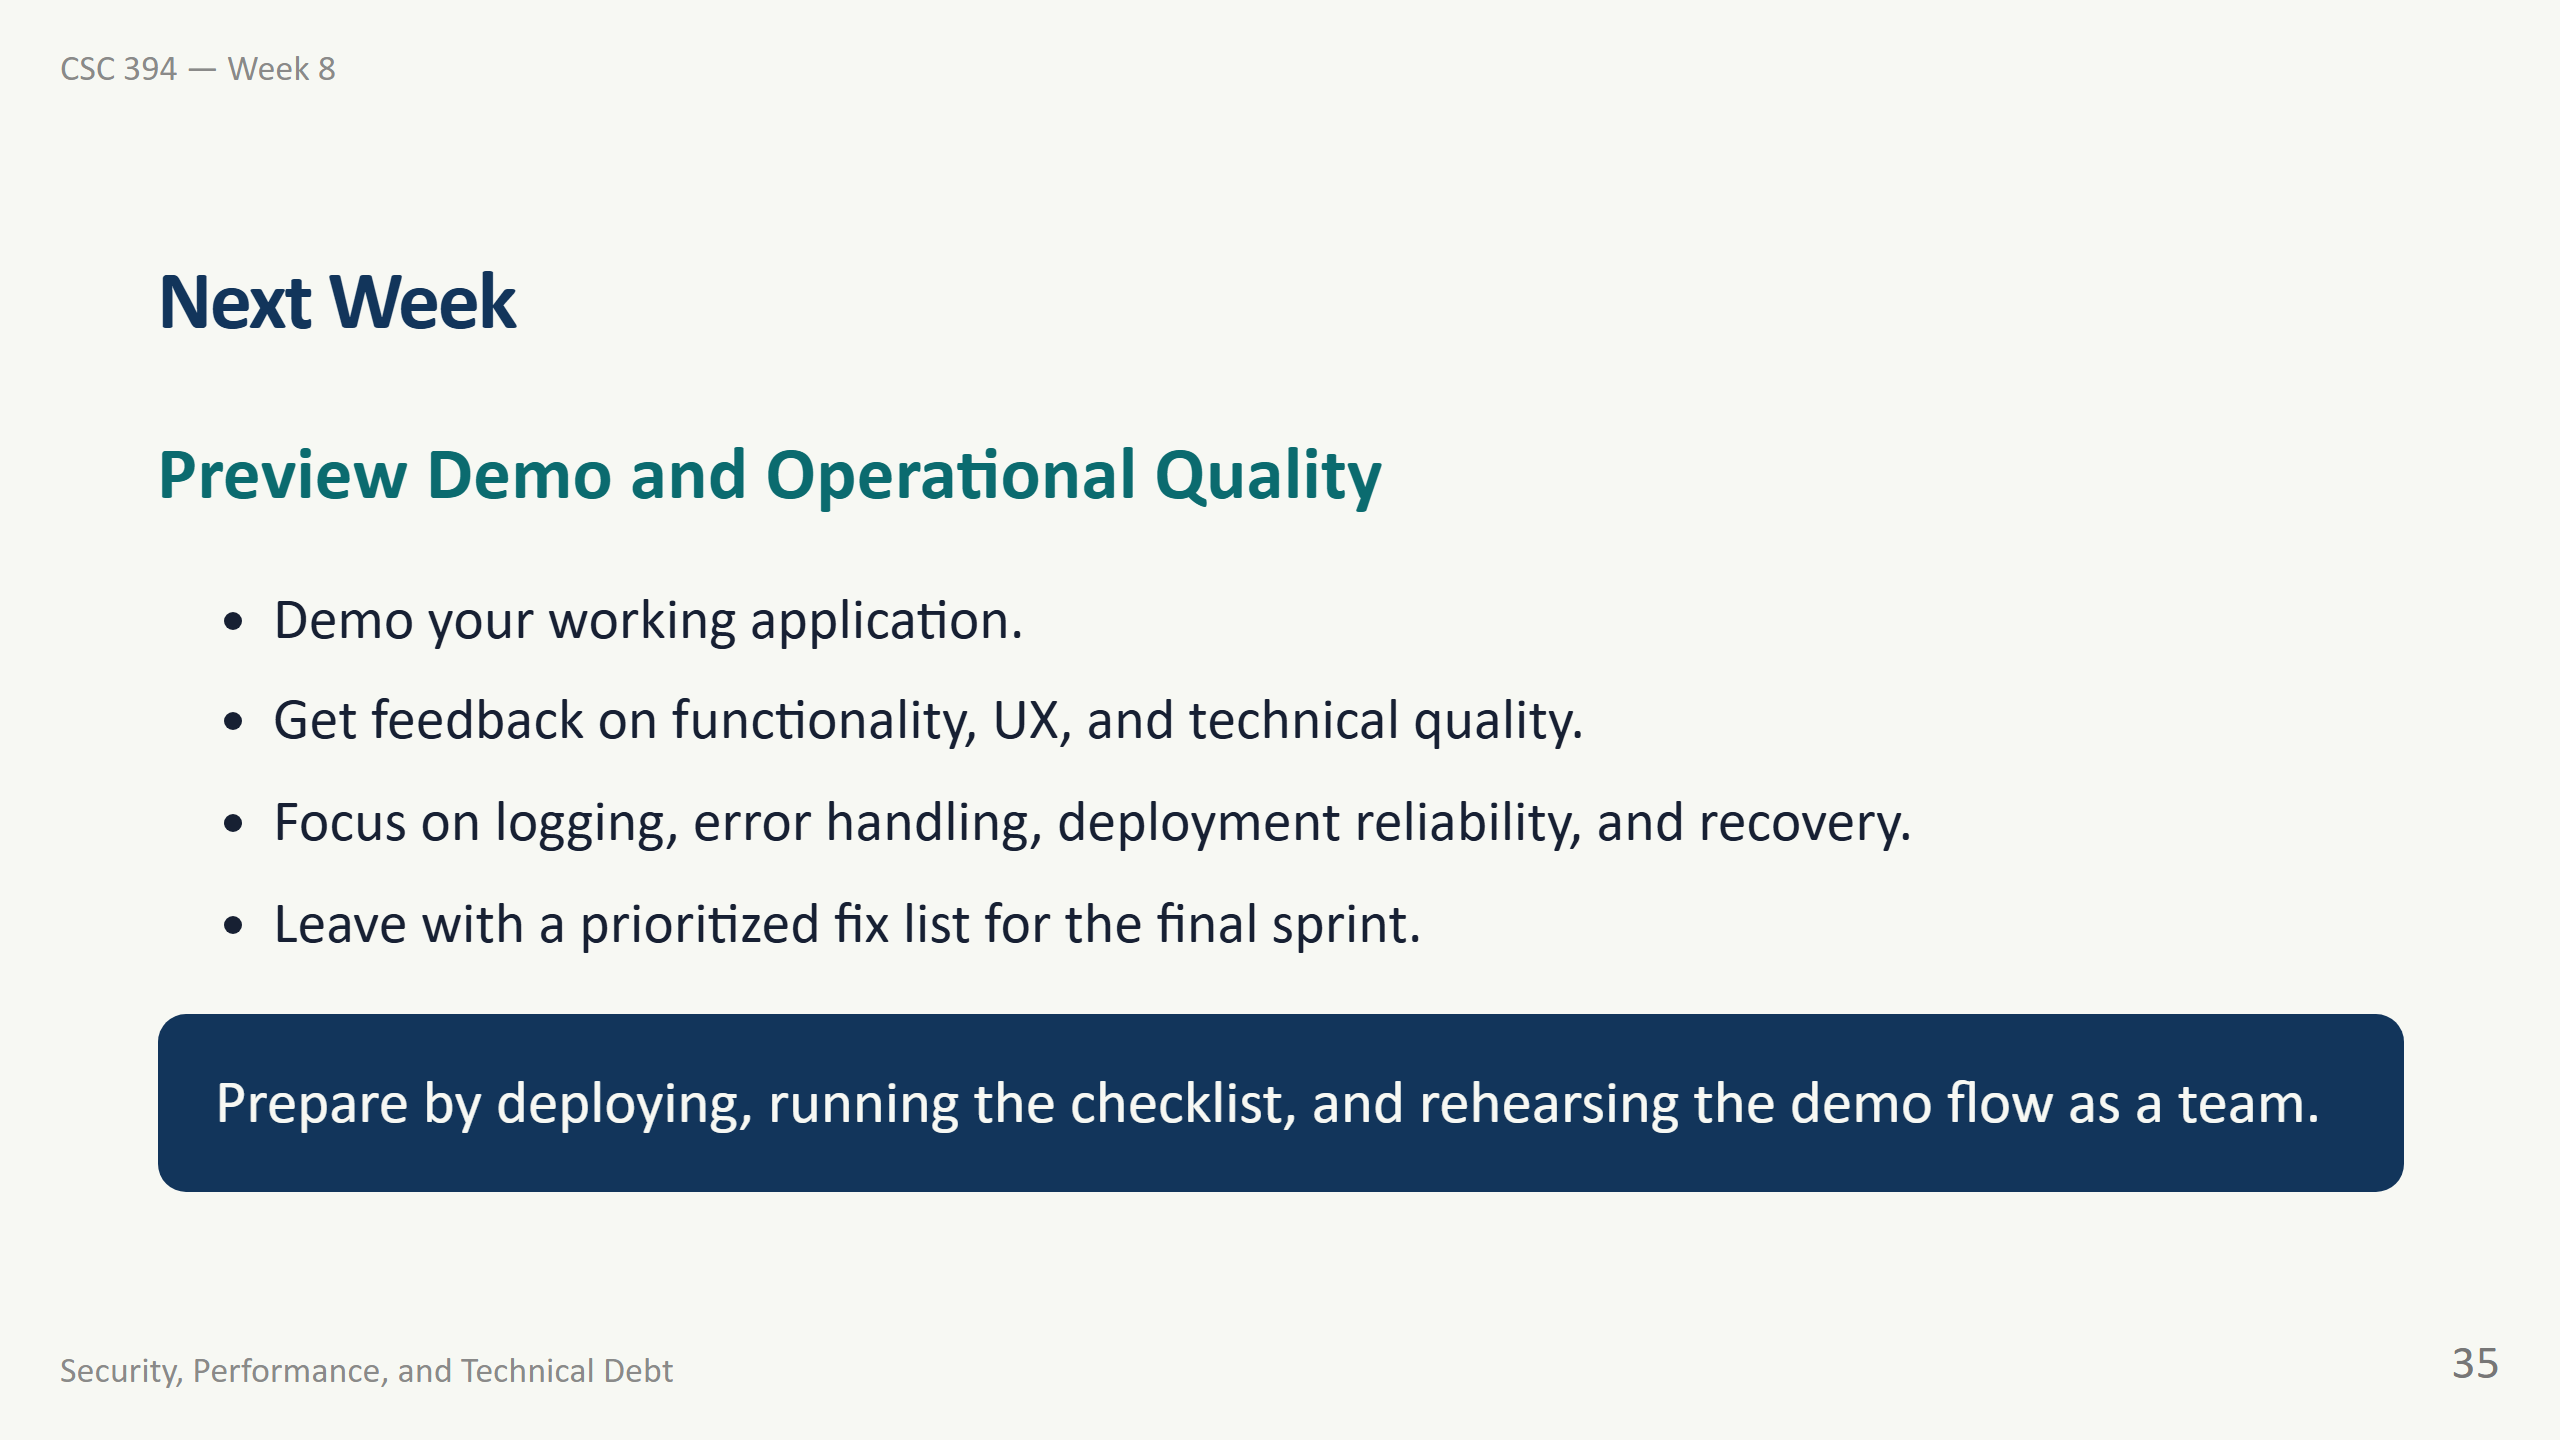 CSC 394 — Week 8
Next Week
Preview Demo and Operational Quality
• Demo your working application.
• Get feedback on functionality, UX, and technical quality.
• Focus on logging, error handling, deployment reliability, and recovery.
• Leave with a prioritized fix list for the final sprint.
Prepare by deploying, running the checklist, and rehearsing the demo flow as a team.
Security, Performance, and Technical Debt
35